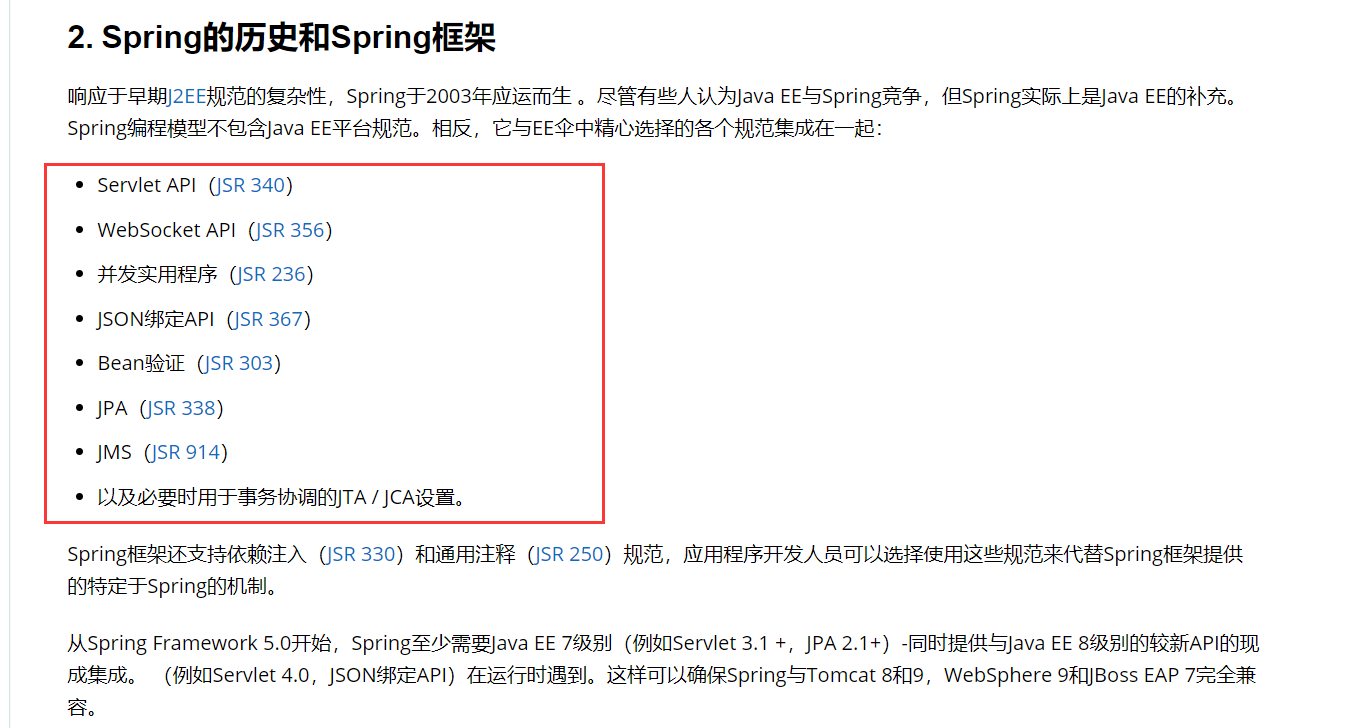 2. Spring的历史和Spring框架
响应于早期J2EE规范的复杂性，Spring于2003年应运而生 。尽管有些人认为Java EE与Spring竞争，但Spring实际上是Java EE的补充。
Spring编程模型不包含Java EE平台规范。相反，它与EE伞中精心选择的各个规范集成在一起：
• Servlet API（JSR 340）
• WebSocket API（JSR 356）
• 并发实用程序（JSR 236）
• JSON绑定API（JSR 367）
• Bean验证（JSR 303）
• JPA（JSR 338）
• JMS（JSR 914）
• 以及必要时用于事务协调的JTA / JCA设置。
Spring框架还支持依赖注入（JSR 330）和通用注释（JSR 250）规范，应用程序开发人员可以选择使用这些规范来代替Spring框架提供
的特定于Spring的机制。
从Spring Framework 5.0开始，Spring至少需要Java EE 7级别（例如Servlet 3.1 +，JPA 2.1+）-同时提供与Java EE 8级别的较新API的现
成集成。 （例如Servlet 4.0，JSON绑定API）在运行时遇到。这样可以确保Spring与Tomcat 8和9，WebSphere 9和JBoss EAP 7完全兼
容。